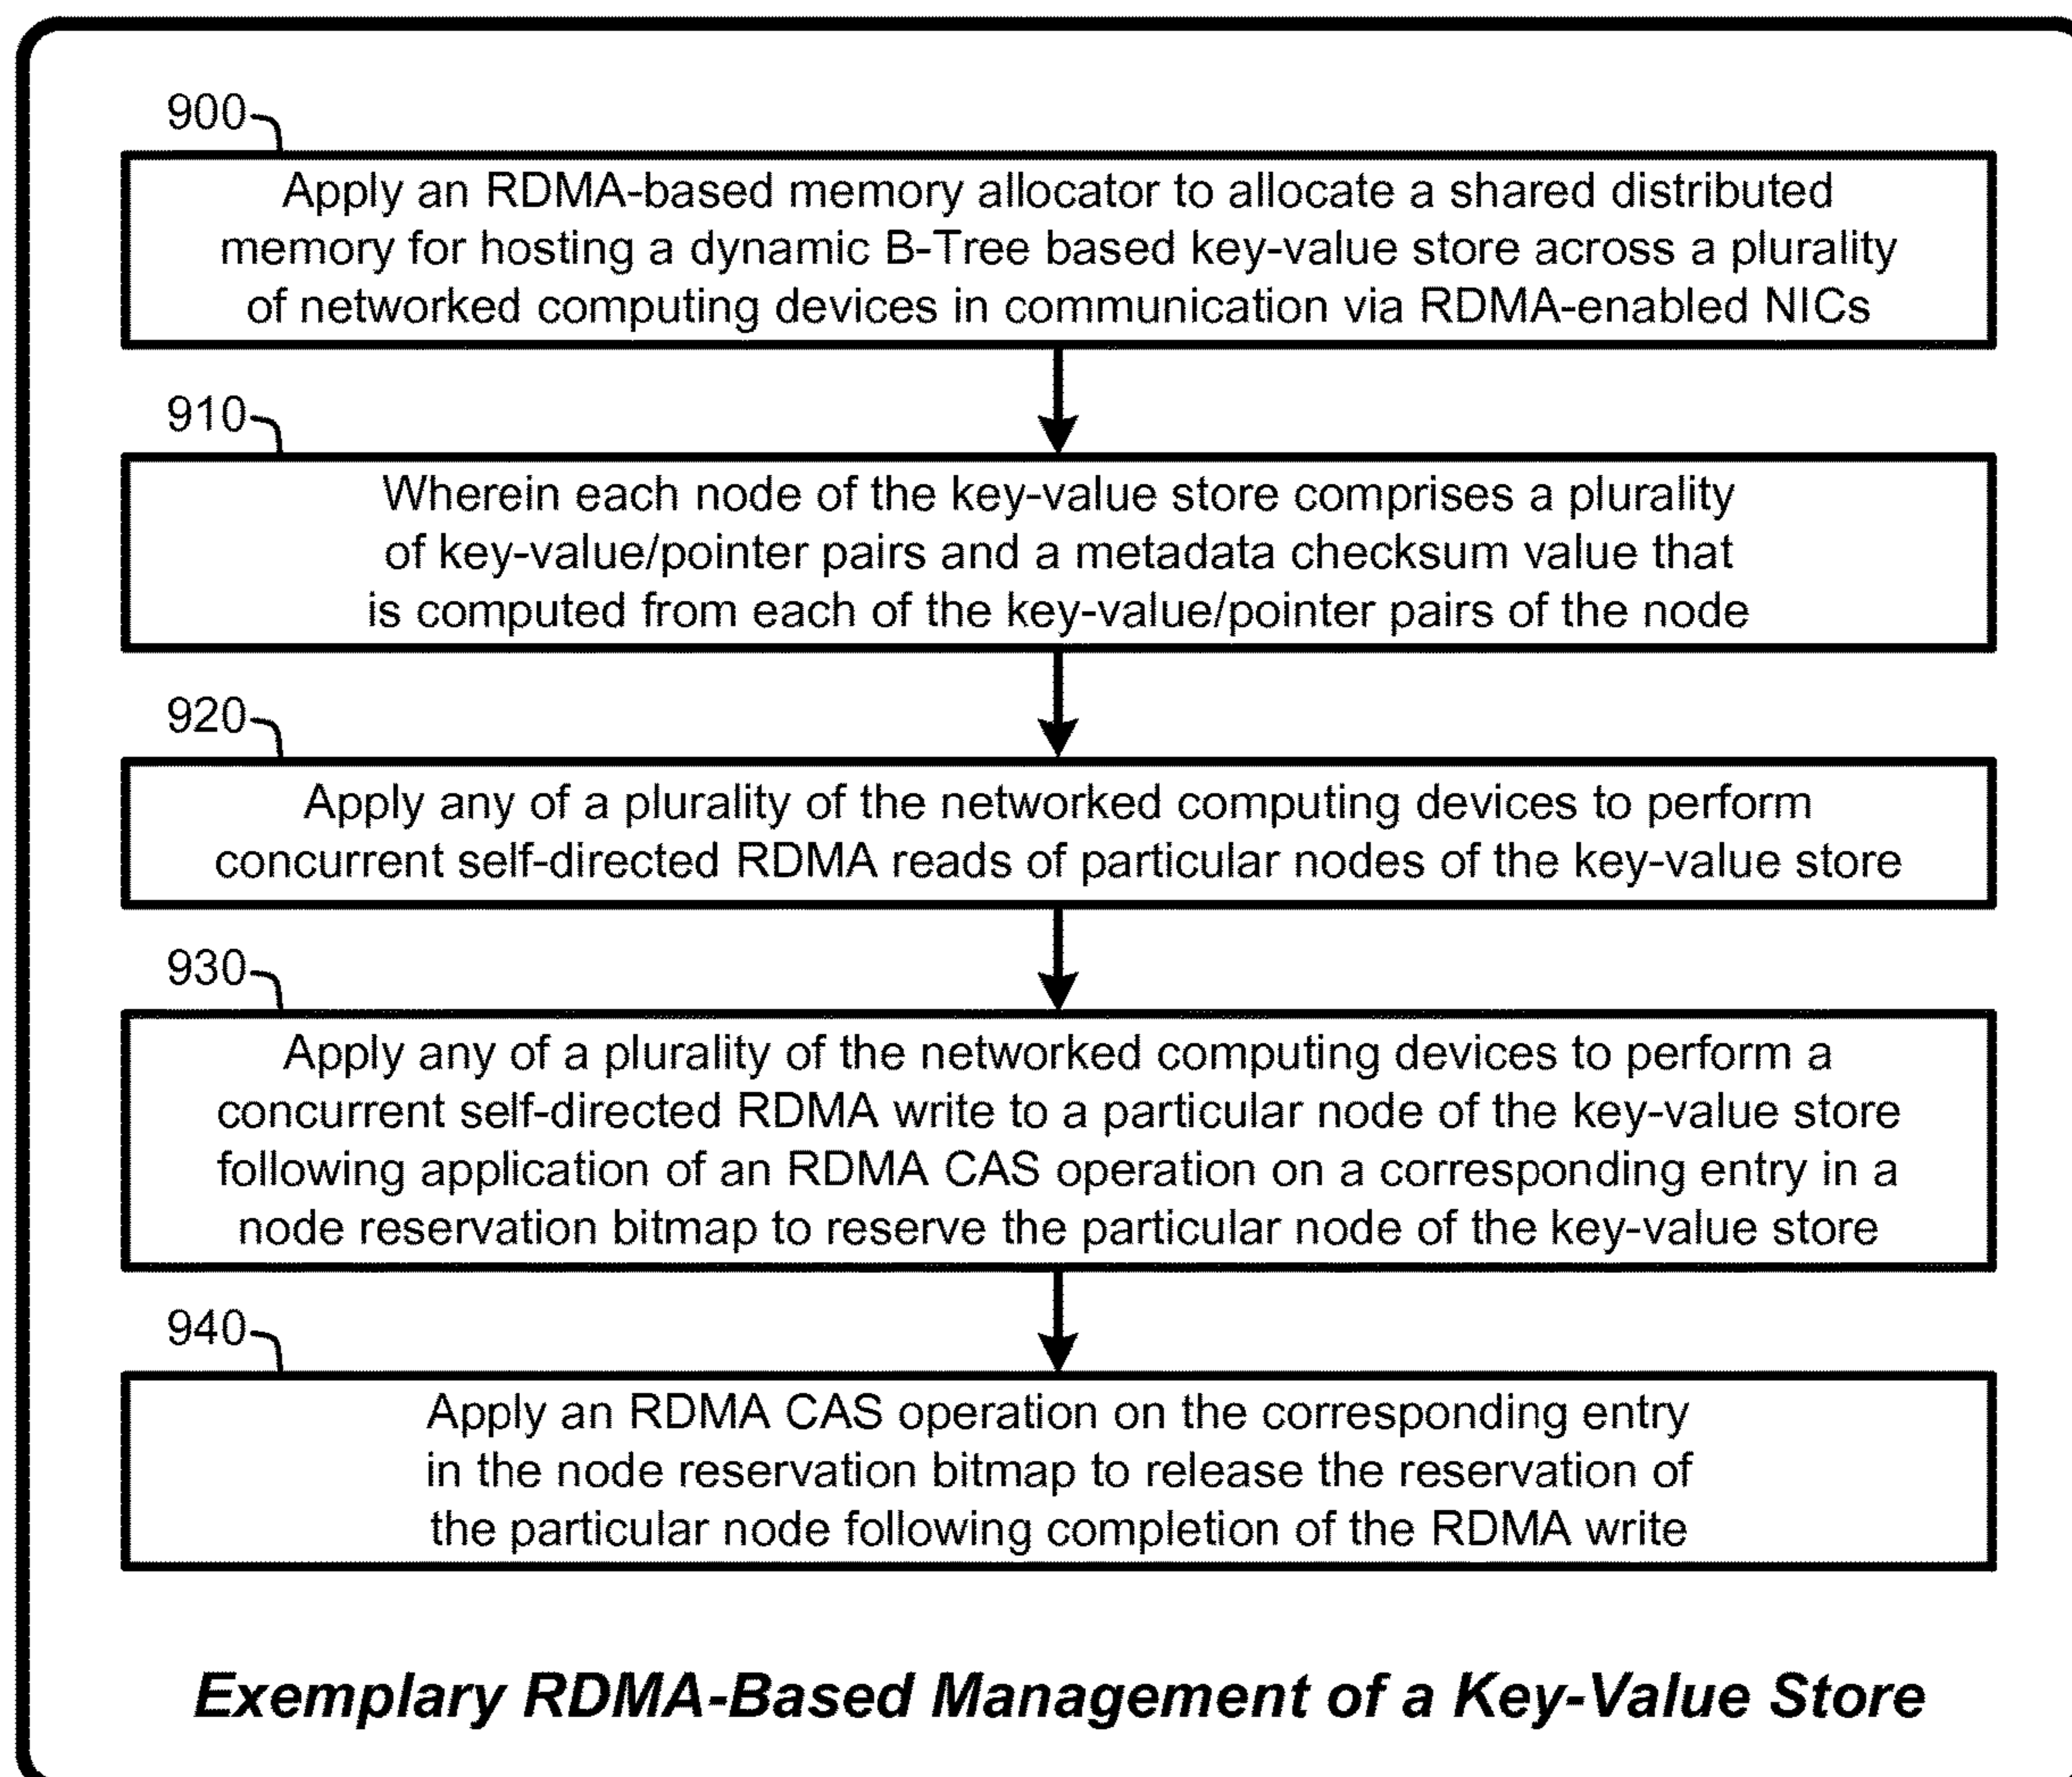 900
Apply an RDMA-based memory allocator to allocate a shared distributed
memory for hosting a dynamic B-Tree based key-value store across a plurality
of networked computing devices in communication via RDMA-enabled NICs
910
Wherein each node of the key-value store comprises a plurality
of key-value/pointer pairs and a metadata checksum value that
is computed from each of the key-value/pointer pairs of the node
920
Apply any of a plurality of the networked computing devices to perform
concurrent self-directed RDMA reads of particular nodes of the key-value store
930
Apply any of a plurality of the networked computing devices to perform a
concurrent self-directed RDMA write to a particular node of the key-value store
following application of an RDMA CAS operation on a corresponding entry in a
node reservation bitmap to reserve the particular node of the key-value store
940
Apply an RDMA CAS operation on the corresponding entry
in the node reservation bitmap to release the reservation of
the particular node following completion of the RDMA write
Exemplary RDMA-Based Management of a Key-Value Store